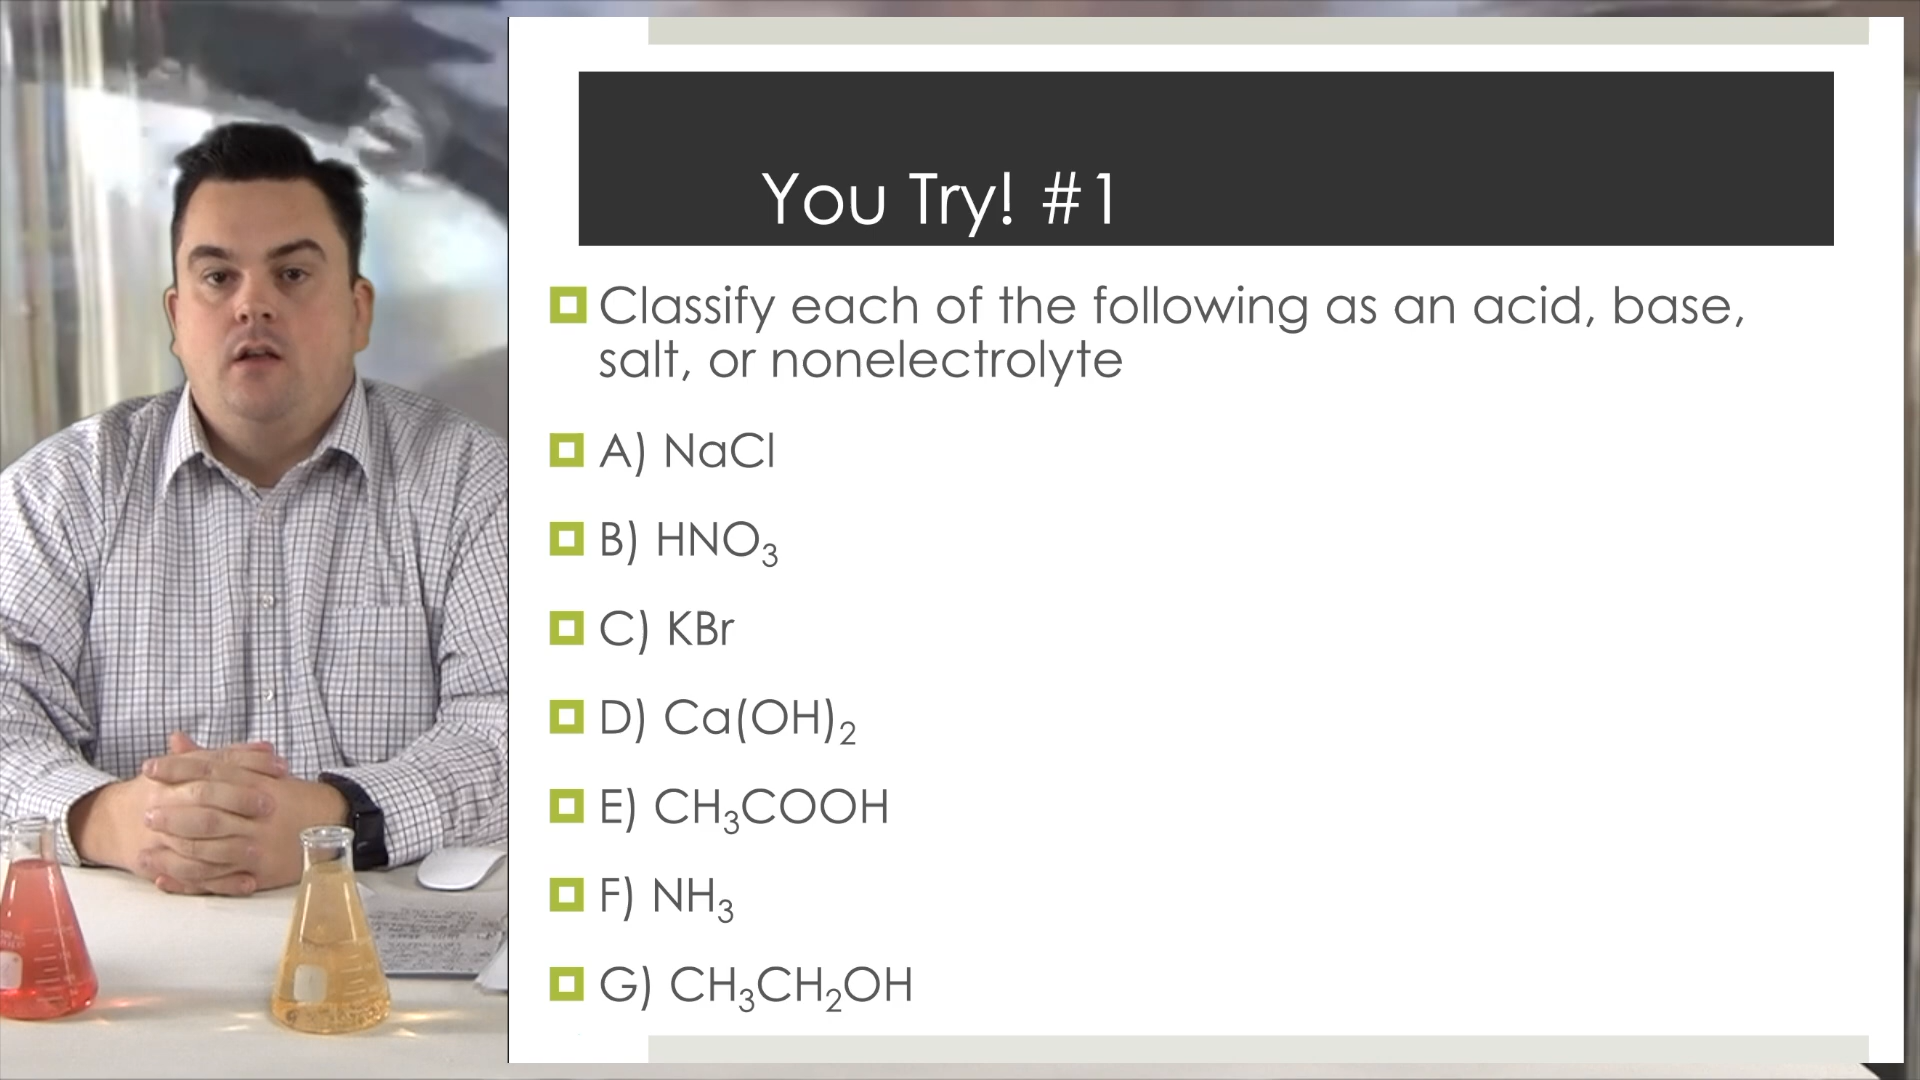 You Try! #1
Classify each of the following as an acid, base,
salt, or nonelectrolyte
A) NaCl
B) HNO₃
C) KBr
D) Ca(OH)₂
E) CH₃COOH
F) NH₃
G) CH₃CH₂OH